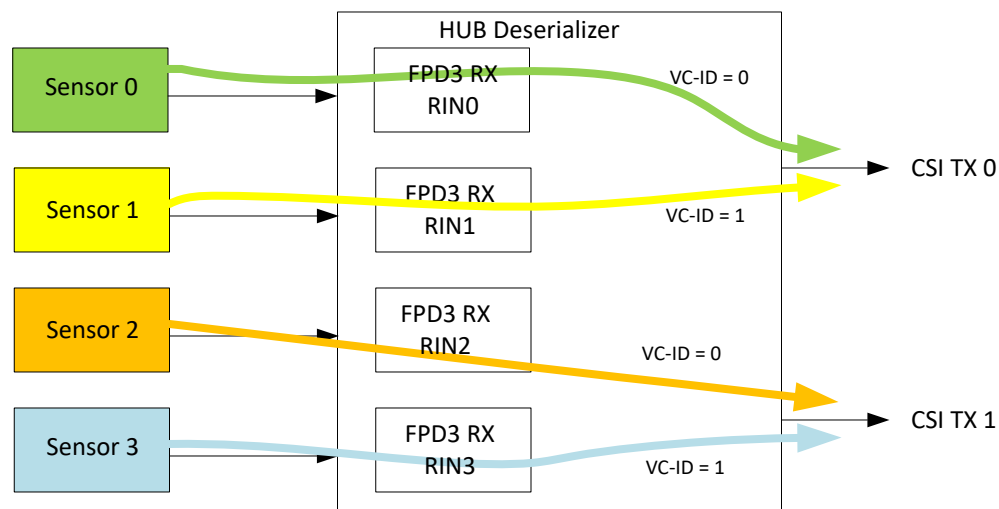 HUB Deserializer
Sensor 0
FPD3 RX
RIN0
VC-ID = 0
CSI TX 0
Sensor 1
FPD3 RX
RIN1
VC-ID = 1
Sensor 2
FPD3 RX
RIN2
VC-ID = 0
CSI TX 1
Sensor 3
FPD3 RX
RIN3
VC-ID = 1